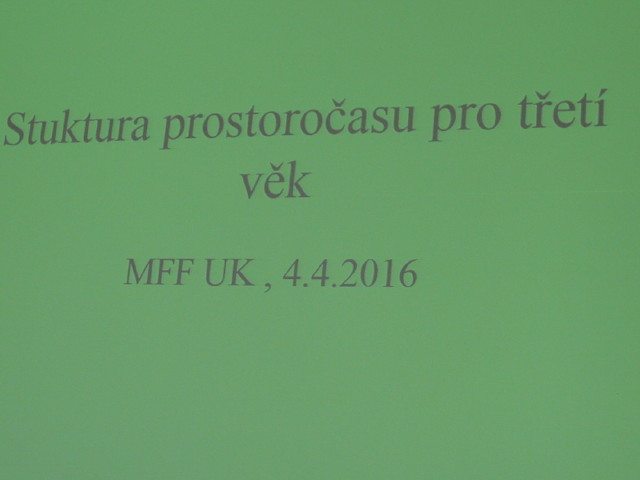 Stuktura prostoročasu pro třetí
věk
MFF UK , 4.4.2016